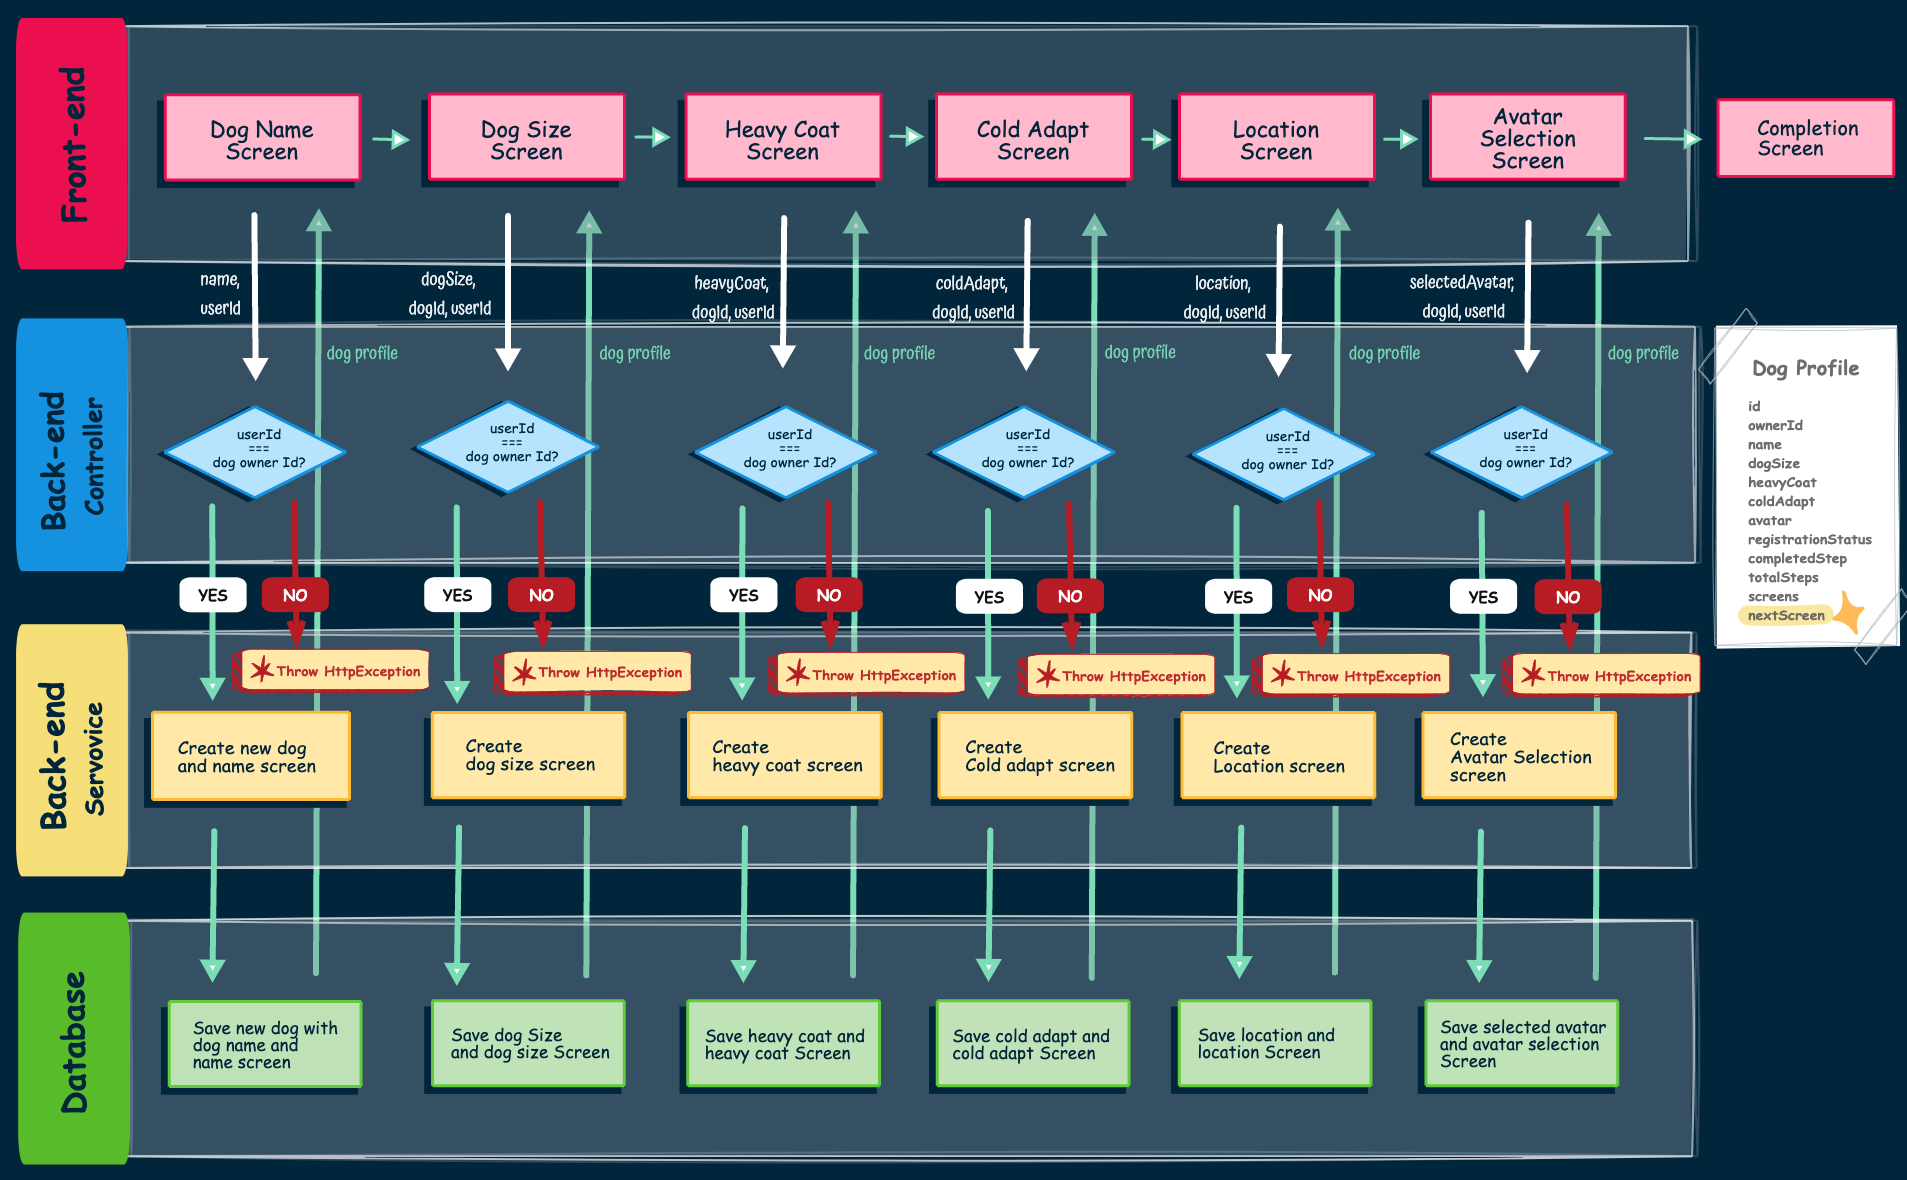 Front-end
Dog Name
Screen
Dog Size
Screen
Heavy Coat
Screen
Cold Adapt
Screen
Location
Screen
Avatar
Selection
Screen
Completion
Screen
name,
userId
dogSize,
dogId, userId
heavyCoat,
dogId, userId
coldAdapt,
dogId, userId
location,
dogId, userId
selectedAvatar,
dogId, userId
Back-end
Controller
dog profile
dog profile
dog profile
dog profile
dog profile
dog profile
userId
===
dog owner Id?
userId
===
dog owner Id?
userId
===
dog owner Id?
userId
===
dog owner Id?
userId
===
dog owner Id?
userId
===
dog owner Id?
YES
NO
YES
NO
YES
NO
YES
NO
YES
NO
YES
NO
Dog Profile
id
ownerId
name
dogSize
heavyCoat
coldAdapt
avatar
registrationStatus
completedStep
totalSteps
screens
nextScreen
Back-end
Servovice
Throw HttpException
Throw HttpException
Throw HttpException
Throw HttpException
Throw HttpException
Throw HttpException
Create new dog
and name screen
Create
dog size screen
Create
heavy coat screen
Create
Cold adapt screen
Create
Location screen
Create
Avatar Selection
screen
Database
Save new dog with
dog name and
name screen
Save dog Size
and dog size Screen
Save heavy coat and
heavy coat Screen
Save cold adapt and
cold adapt Screen
Save location and
location Screen
Save selected avatar
and avatar selection
Screen